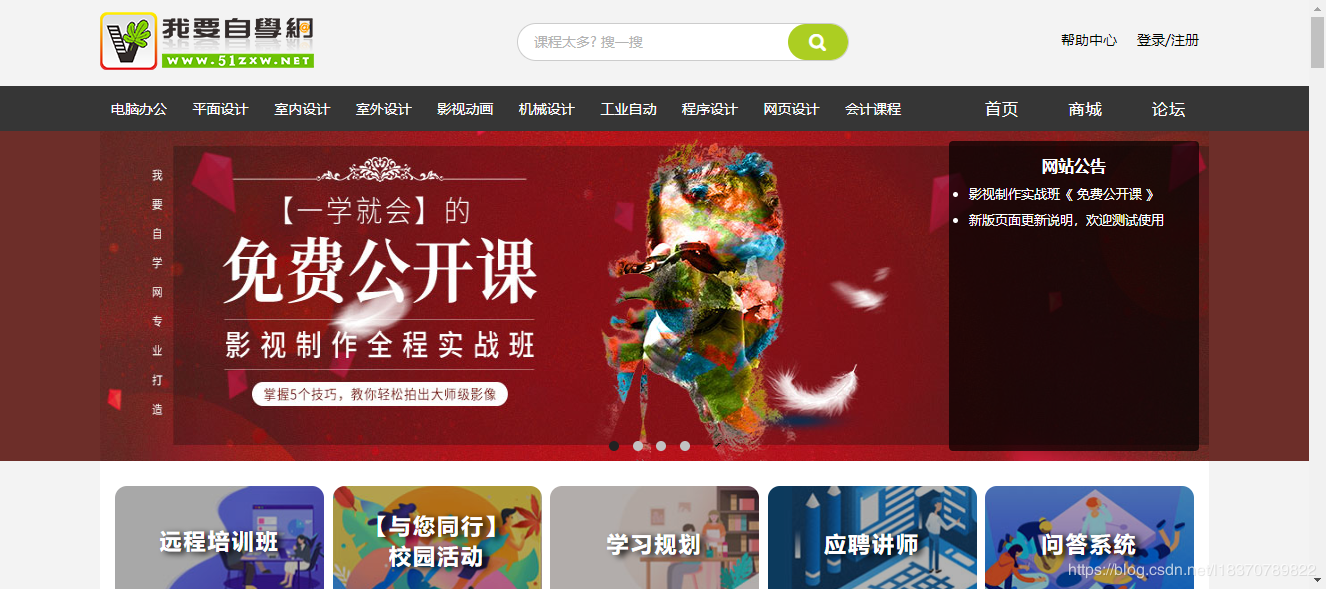 我要自學網
www.51zxw.net
课程太多? 搜一搜
帮助中心 登录/注册
电脑办公 平面设计 室内设计 室外设计 影视动画 机械设计 工业自动 程序设计 网页设计 会计课程 首页 商城 论坛
我要自学网专业打造
【一学就会】的
免费公开课
影视制作全程实战班
掌握5个技巧，教你轻松拍出大师级影像
网站公告
影视制作实战班《 免费公开课 》
新版页面更新说明，欢迎测试使用
远程培训班
【与您同行】
校园活动
学习规划
应聘讲师
问答系统
https://blog.csdn.net/l18370789822